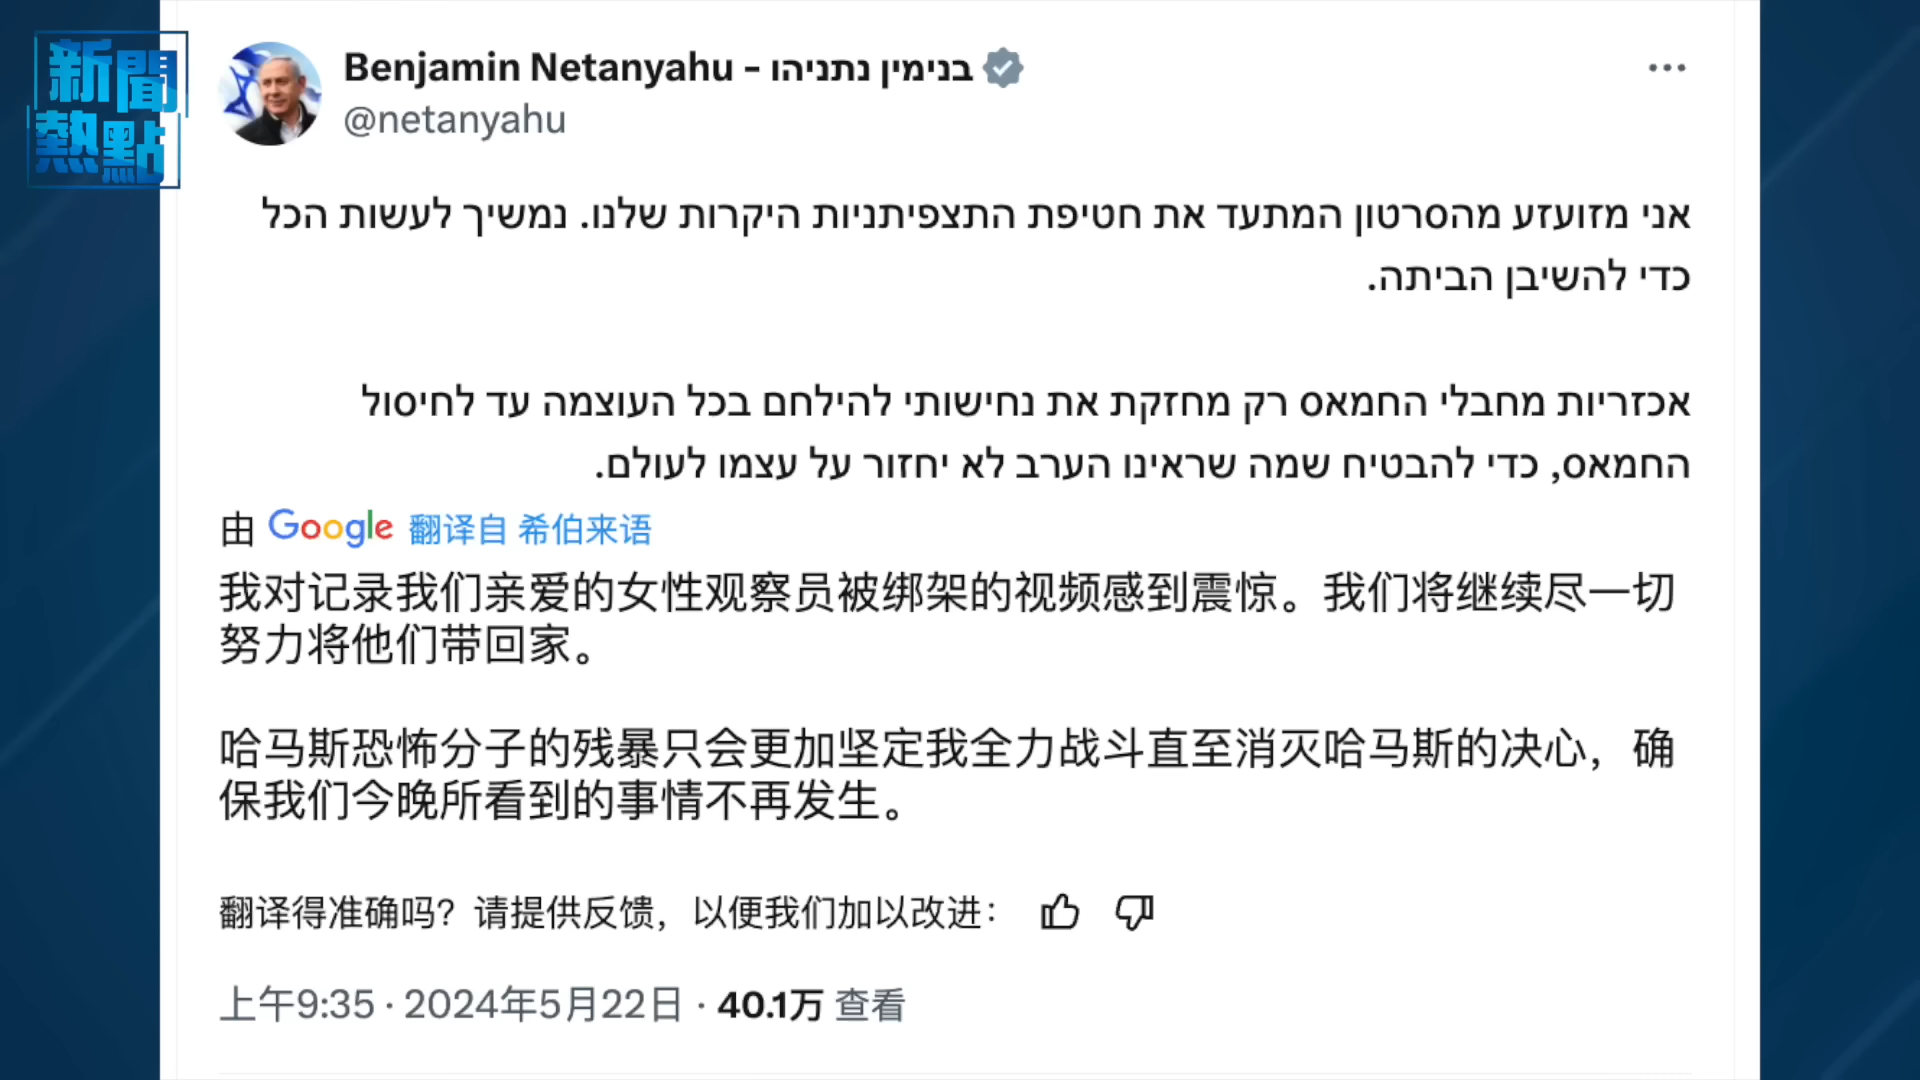 新聞
熱點
Benjamin Netanyahu - בנימין נתניהו
@netanyahu
אני מזועזע מהסרטון המתעד את חטיפת התצפיתניות היקרות שלנו. נמשיך לעשות הכל
כדי להשיבן הביתה.
אכזריות מחבלי החמאס רק מחזקת את נחישותי להילחם בכל העוצמה עד לחיסול
החמאס, כדי להבטיח שמה שראינו הערב לא יחזור על עצמו לעולם.
由 Google 翻译自 希伯来语
我对记录我们亲爱的女性观察员被绑架的视频感到震惊。我们将继续尽一切
努力将他们带回家。
哈马斯恐怖分子的残暴只会更加坚定我全力战斗直至消灭哈马斯的决心，确
保我们今晚所看到的事情不再发生。
翻译得准确吗？请提供反馈，以便我们加以改进：
上午9:35 · 2024年5月22日 · 40.1万 查看